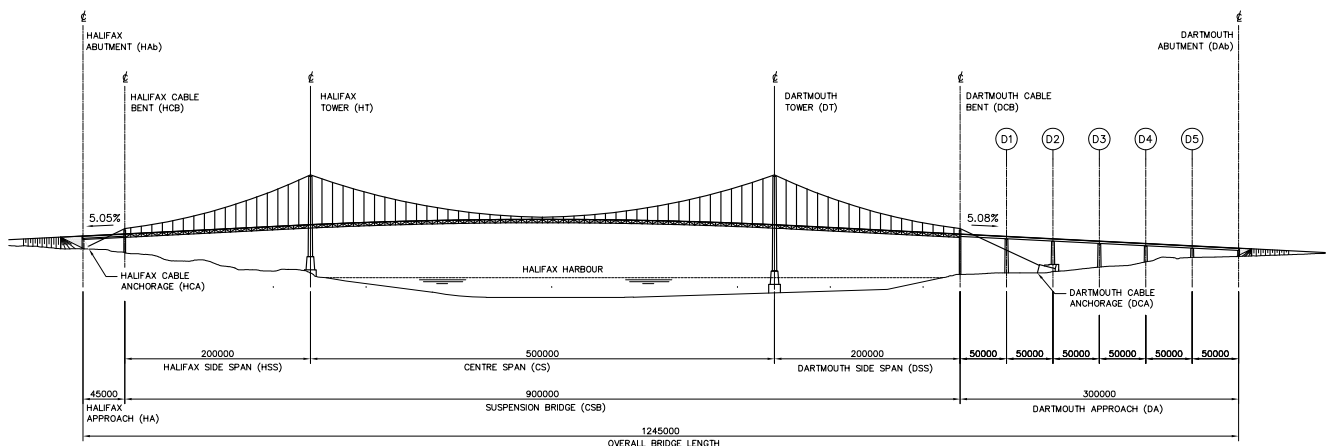 ℄
℄
HALIFAX
ABUTMENT (HAb)
DARTMOUTH
ABUTMENT (DAb)
℄
℄
℄
℄
HALIFAX CABLE
BENT (HCB)
HALIFAX
TOWER (HT)
DARTMOUTH
TOWER (DT)
DARTMOUTH CABLE
BENT (DCB)
D1
D2
D3
D4
D5
5.05%
5.08%
HALIFAX CABLE
ANCHORAGE (HCA)
HALIFAX HARBOUR
DARTMOUTH CABLE
ANCHORAGE (DCA)
200000
500000
200000
50000
50000
50000
50000
50000
50000
HALIFAX SIDE SPAN (HSS)
CENTRE SPAN (CS)
DARTMOUTH SIDE SPAN (DSS)
45000
900000
300000
HALIFAX
APPROACH (HA)
SUSPENSION BRIDGE (CSB)
DARTMOUTH APPROACH (DA)
1245000
OVERALL BRIDGE LENGTH